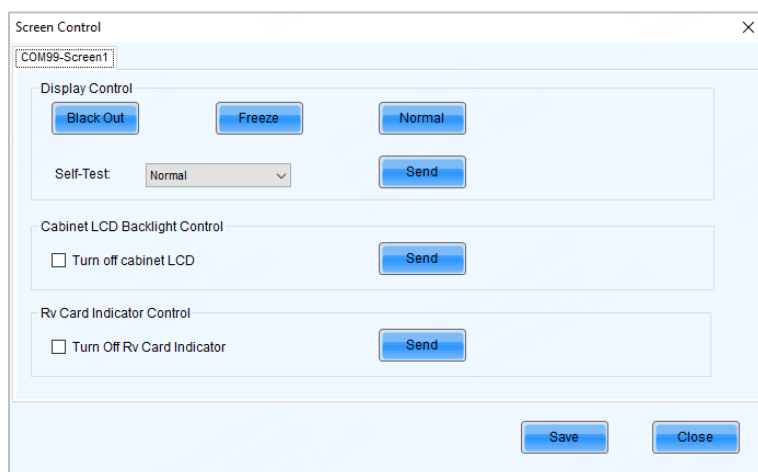 Screen Control
COM99-Screen1
Display Control
Black Out Freeze Normal
Self-Test: Normal Send
Cabinet LCD Backlight Control
Turn off cabinet LCD Send
Rv Card Indicator Control
Turn Off Rv Card Indicator Send
Save Close